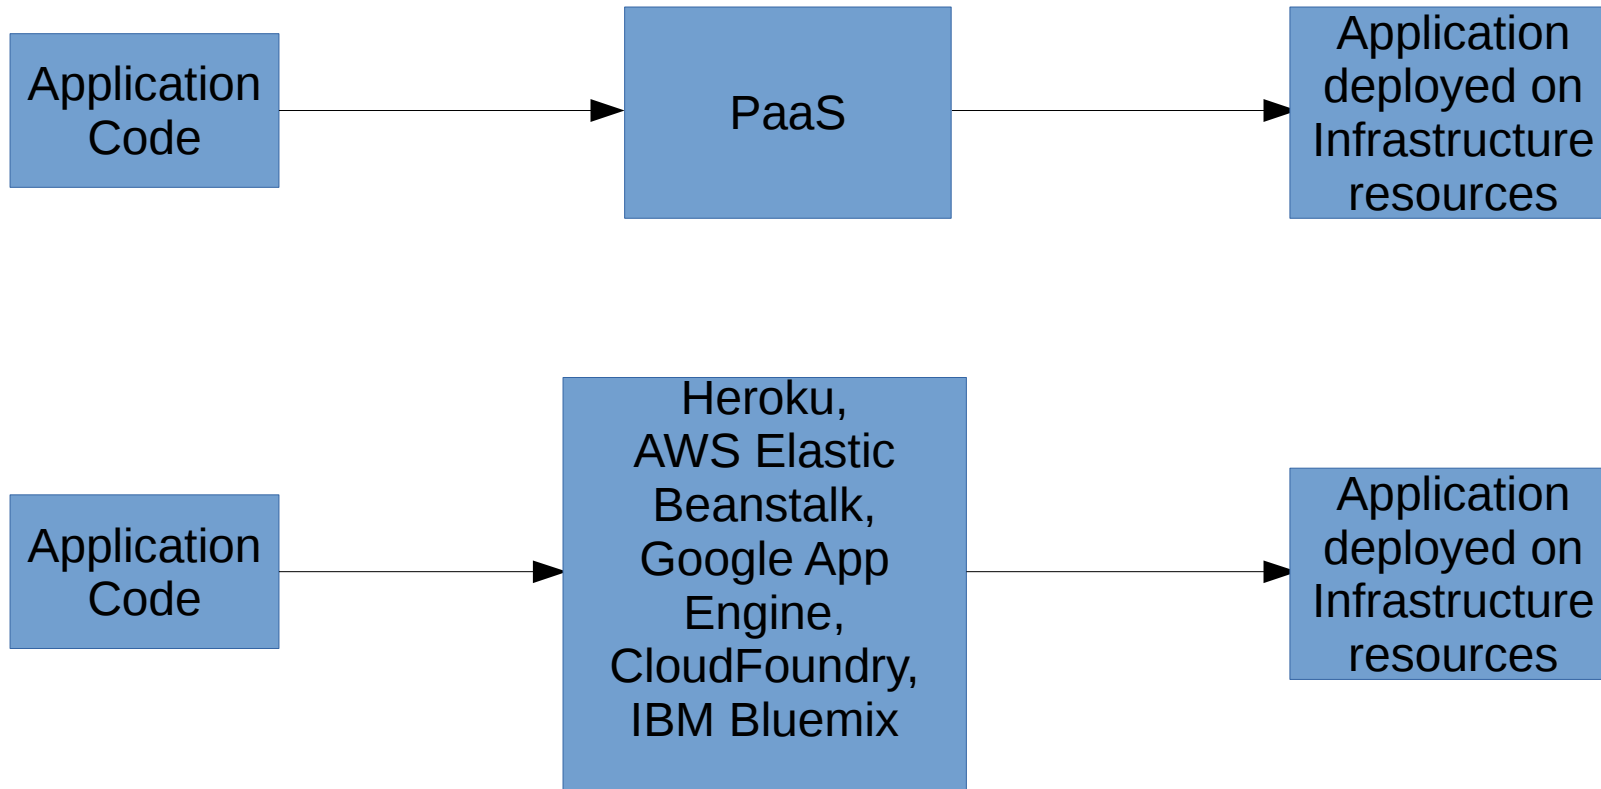 Application
Code
PaaS
Application
deployed on
Infrastructure
resources
Application
Code
Heroku,
AWS Elastic
Beanstalk,
Google App
Engine,
CloudFoundry,
IBM Bluemix
Application
deployed on
Infrastructure
resources